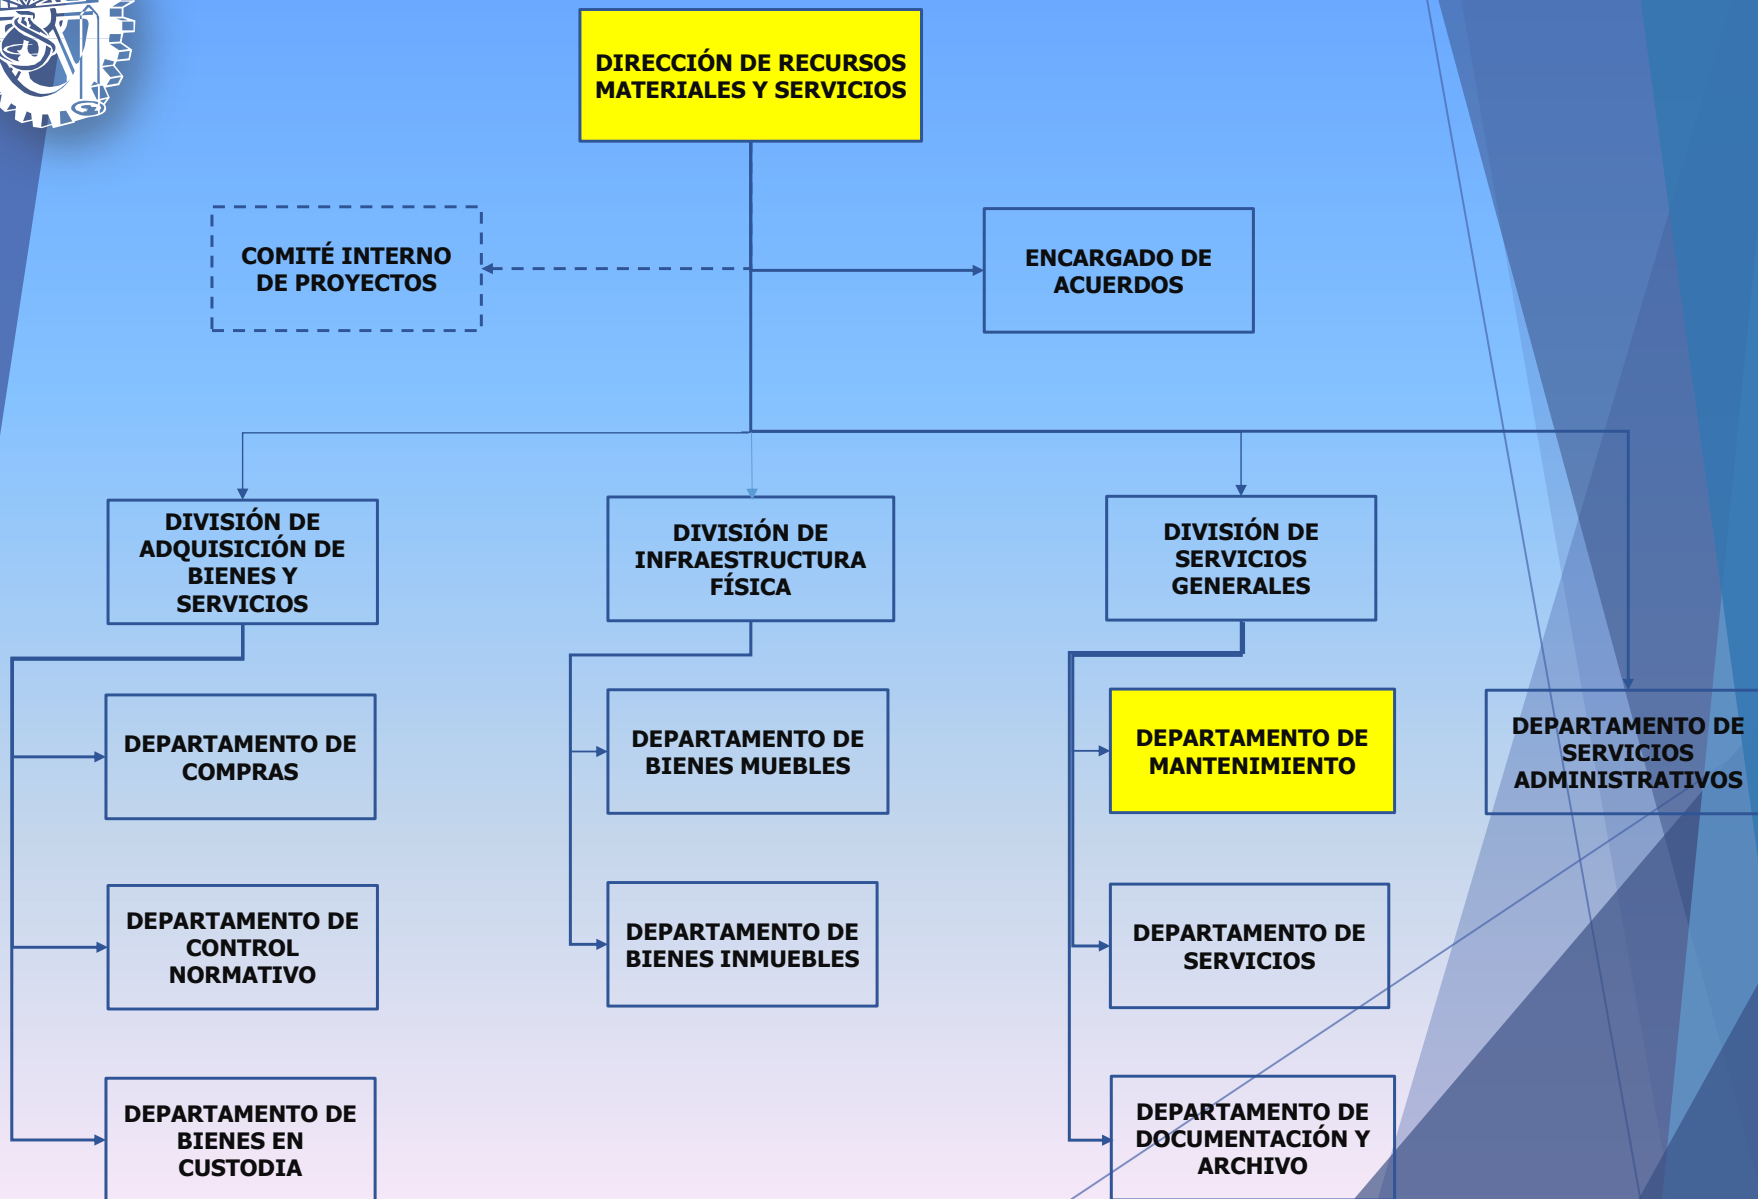 DIRECCIÓN DE RECURSOS
MATERIALES Y SERVICIOS
COMITÉ INTERNO
DE PROYECTOS
ENCARGADO DE
ACUERDOS
DIVISIÓN DE
ADQUISICIÓN DE
BIENES Y
SERVICIOS
DIVISIÓN DE
INFRAESTRUCTURA
FÍSICA
DIVISIÓN DE
SERVICIOS
GENERALES
DEPARTAMENTO DE
COMPRAS
DEPARTAMENTO DE
BIENES MUEBLES
DEPARTAMENTO DE
MANTENIMIENTO
DEPARTAMENTO DE
SERVICIOS
ADMINISTRATIVOS
DEPARTAMENTO DE
CONTROL
NORMATIVO
DEPARTAMENTO DE
BIENES INMUEBLES
DEPARTAMENTO DE
SERVICIOS
DEPARTAMENTO DE
BIENES EN
CUSTODIA
DEPARTAMENTO DE
DOCUMENTACIÓN Y
ARCHIVO